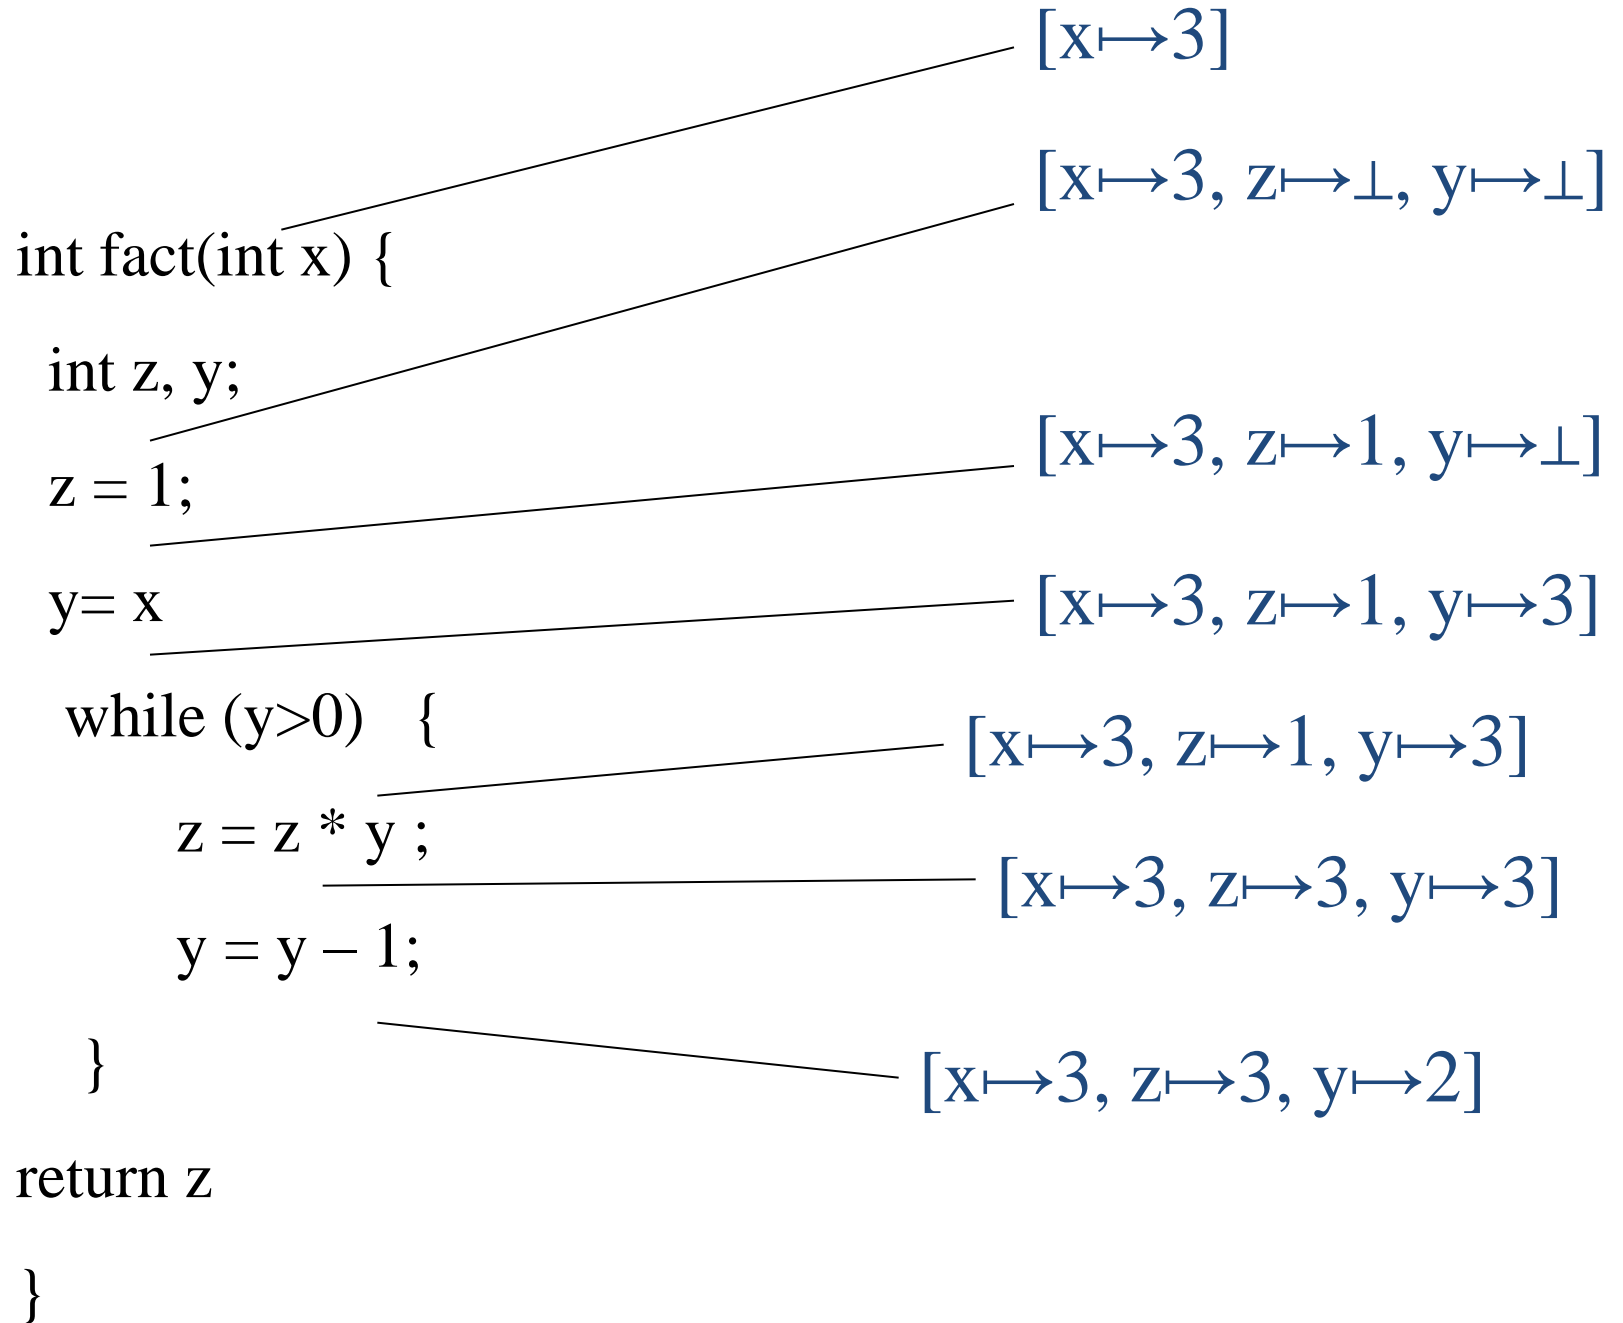 [x↦3]
[x↦3, z↦⊥, y↦⊥]
int fact(int x) {
int z, y;
[x↦3, z↦1, y↦⊥]
z = 1;
y= x
[x↦3, z↦1, y↦3]
while (y>0) {
[x↦3, z↦1, y↦3]
z = z * y ;
[x↦3, z↦3, y↦3]
y = y – 1;
}
[x↦3, z↦3, y↦2]
return z
}